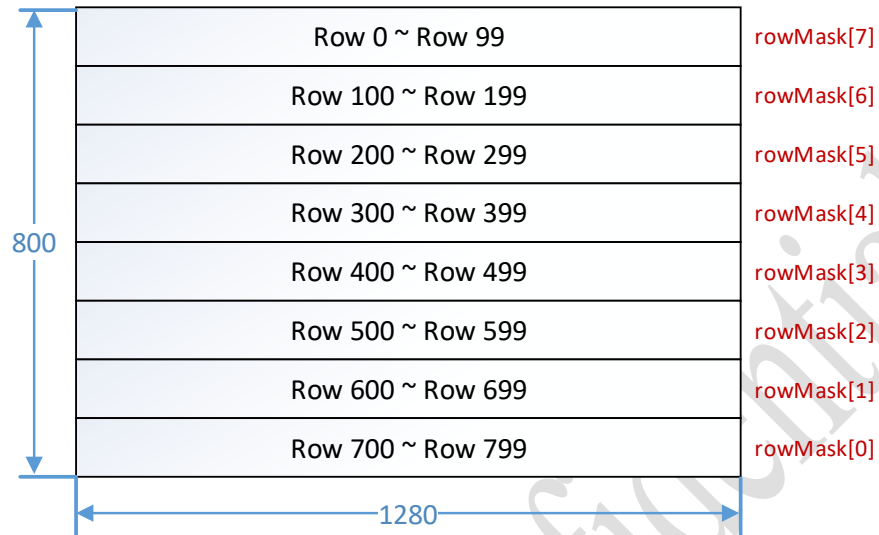 Row 0 ~ Row 99 rowMask[7]
Row 100 ~ Row 199 rowMask[6]
Row 200 ~ Row 299 rowMask[5]
Row 300 ~ Row 399 rowMask[4]
800
Row 400 ~ Row 499 rowMask[3]
Row 500 ~ Row 599 rowMask[2]
Row 600 ~ Row 699 rowMask[1]
Row 700 ~ Row 799 rowMask[0]
1280